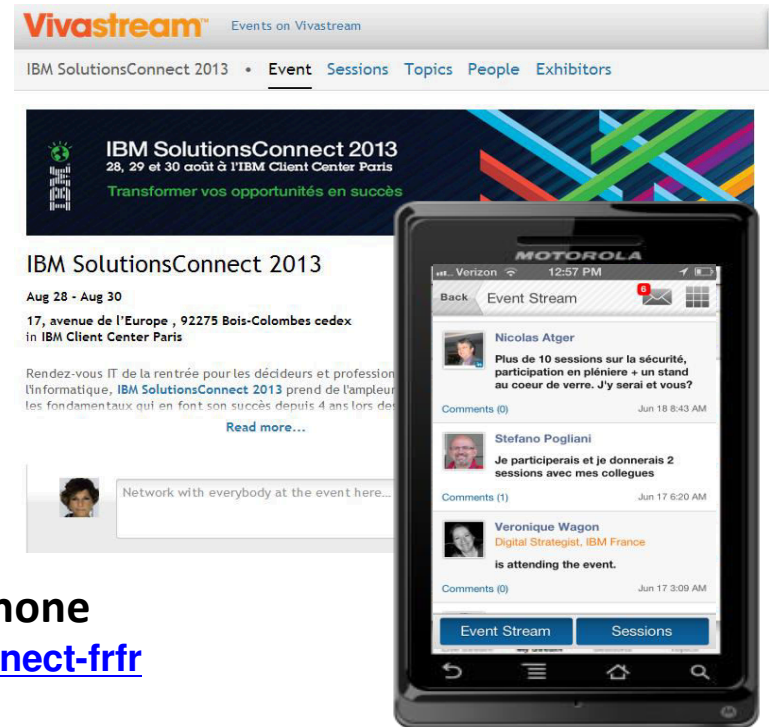 Vivastream™ Events on Vivastream
IBM SolutionsConnect 2013 • Event Sessions Topics People Exhibitors
IBM
IBM SolutionsConnect 2013
28, 29 et 30 août à l'IBM Client Center Paris
Transformer vos opportunités en succès
IBM SolutionsConnect 2013
Aug 28 - Aug 30
17, avenue de l'Europe , 92275 Bois-Colombes cedex
in IBM Client Center Paris
Rendez-vous IT de la rentrée pour les décideurs et profession
l'informatique, IBM SolutionsConnect 2013 prend de l'ampleur
les fondamentaux qui en font son succès depuis 4 ans lors des
Read more...
Network with everybody at the event here...
hone
nect-frfr
MOTOROLA
Verizon 12:57 PM
Back Event Stream 6
Nicolas Atger
Plus de 10 sessions sur la sécurité,
participation en plénière + un stand
au coeur de verre. J'y serai et vous?
Comments (0) Jun 18 8:43 AM
Stefano Pogliani
Je participerais et je donnerais 2
sessions avec mes collegues
Comments (1) Jun 17 6:20 AM
Veronique Wagon
Digital Strategist, IBM France
is attending the event.
Comments (0) Jun 17 3:09 AM
Event Stream Sessions